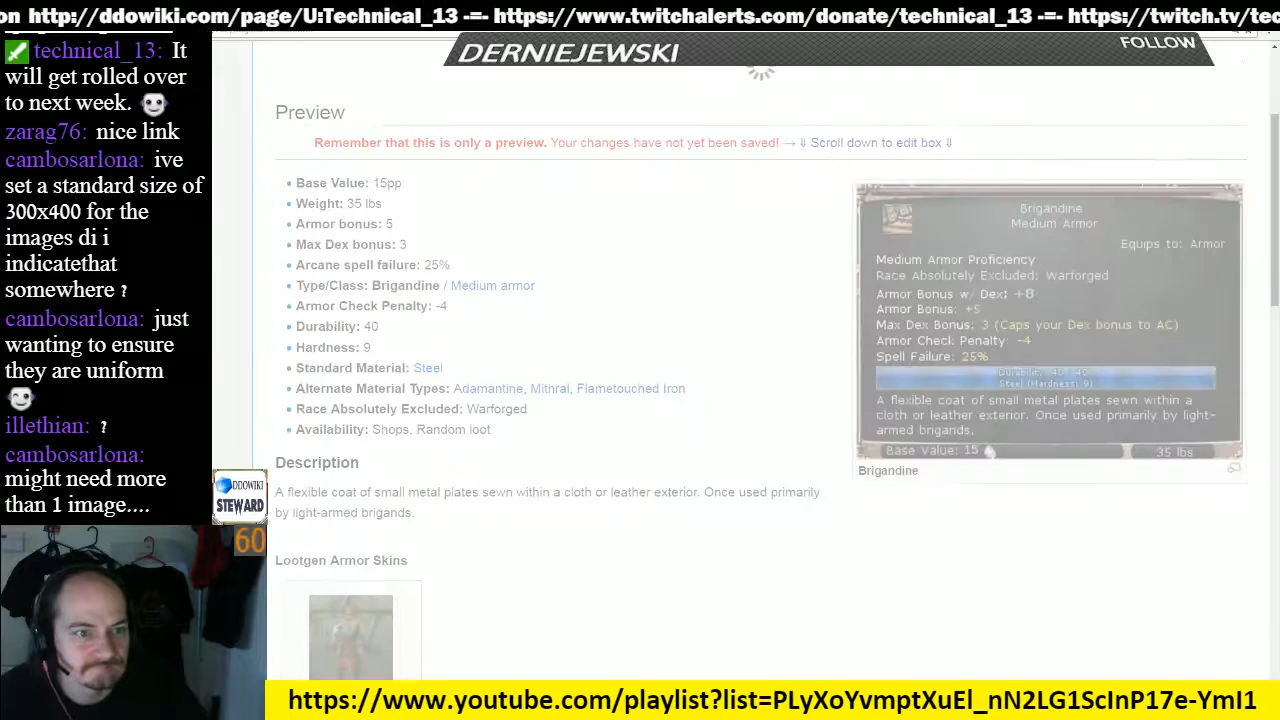 on http://ddowiki.com/page/U:Technical_13 -=- https://www.twitchalerts.com/donate/technical_13 -=- https://twitch.tv/tec
DERNIEJEWSKI
FOLLOW
technical_13: It
will get rolled over
to next week.
zarag76: nice link
cambosarlona: ive
set a standard size of
300x400 for the
images di i
indicatethat
somewhere ?
cambosarlona: just
wanting to ensure
they are uniform
illethian: ?
cambosarlona:
might need more
than 1 image....
DDOWIKI
STEWARD
60
Preview
Remember that this is only a preview. Your changes have not yet been saved! → ⇓ Scroll down to edit box ⇓
• Base Value: 15pp
• Weight: 35 lbs
• Armor bonus: 5
• Max Dex bonus: 3
• Arcane spell failure: 25%
• Type/Class: Brigandine / Medium armor
• Armor Check Penalty: -4
• Durability: 40
• Hardness: 9
• Standard Material: Steel
• Alternate Material Types: Adamantine, Mithral, Flametouched Iron
• Race Absolutely Excluded: Warforged
• Availability: Shops, Random loot
Description
A flexible coat of small metal plates sewn within a cloth or leather exterior. Once used primarily
by light-armed brigands.
Lootgen Armor Skins
Brigandine
Medium Armor
Equips to: Armor
Medium Armor Proficiency
Race Absolutely Excluded: Warforged
Armor Bonus w/ Dex: +8
Armor Bonus: +5
Max Dex Bonus: 3 (Caps your Dex bonus to AC)
Armor Check Penalty: -4
Spell Failure: 25%
Durability: 40/40
Steel (Hardness: 9)
A flexible coat of small metal plates sewn within a
cloth or leather exterior. Once used primarily by light-
armed brigands.
Base Value: 15
35 lbs
Brigandine
https://www.youtube.com/playlist?list=PLyXoYvmptXuEl_nN2LG1ScInP17e-YmI1